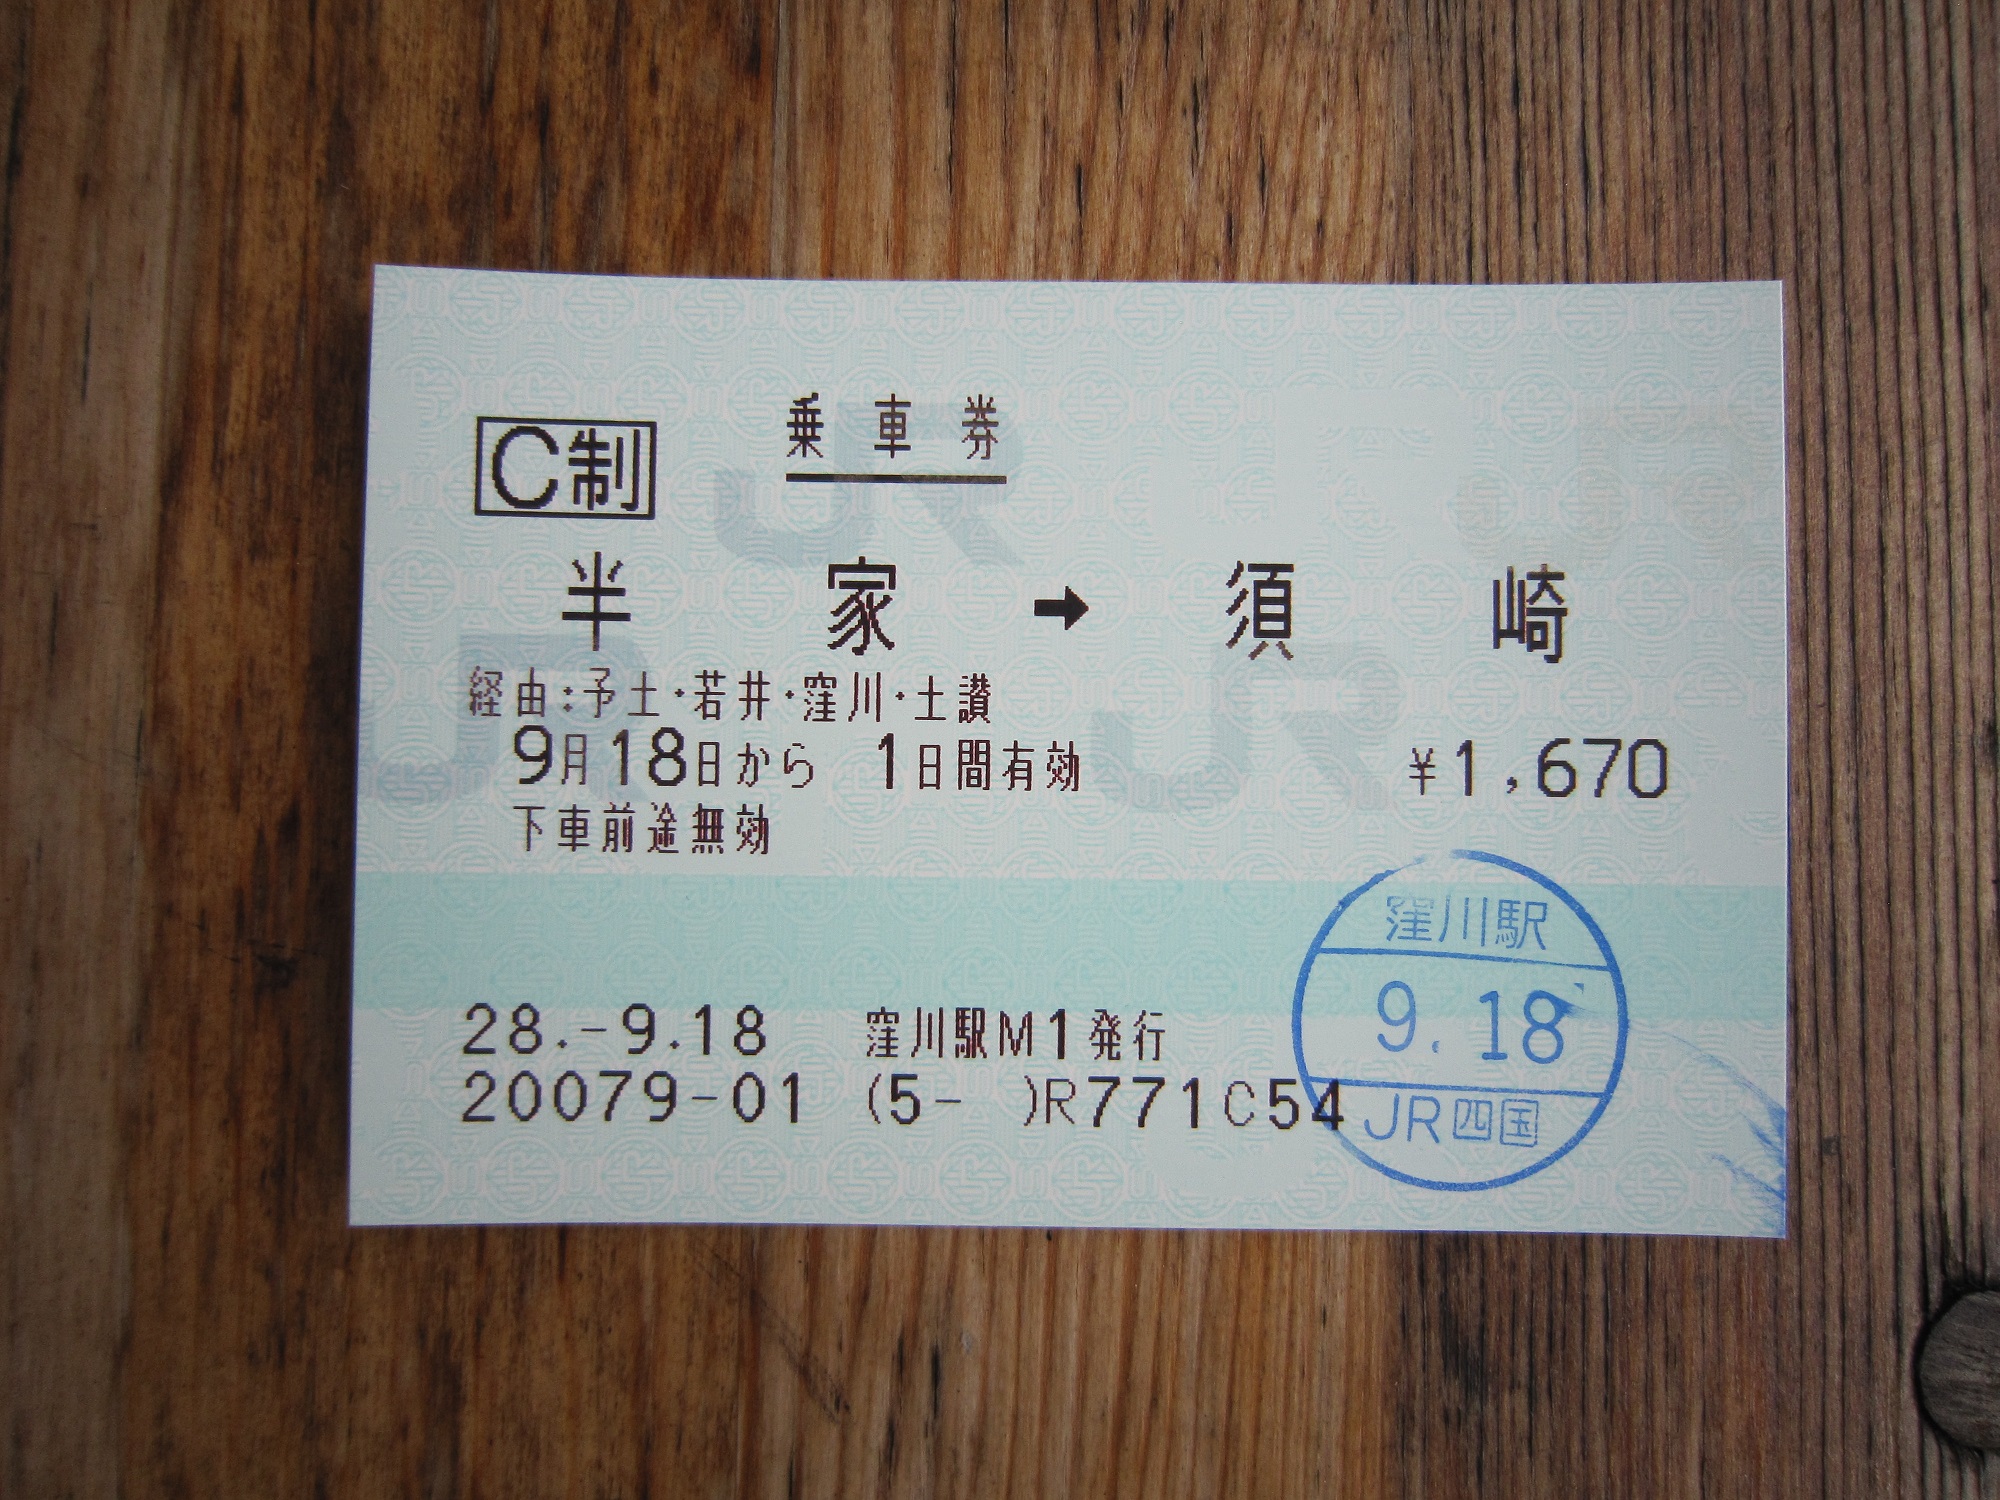 C制
乗車券
半家➡須崎
経由:予土・若井・窪川・土讃
9月18日から 1日間有効 ¥1,670
下車前途無効
28.-9.18 窪川駅M1発行
20079-01 (5- )R771C54
窪川駅
9.18
JR四国